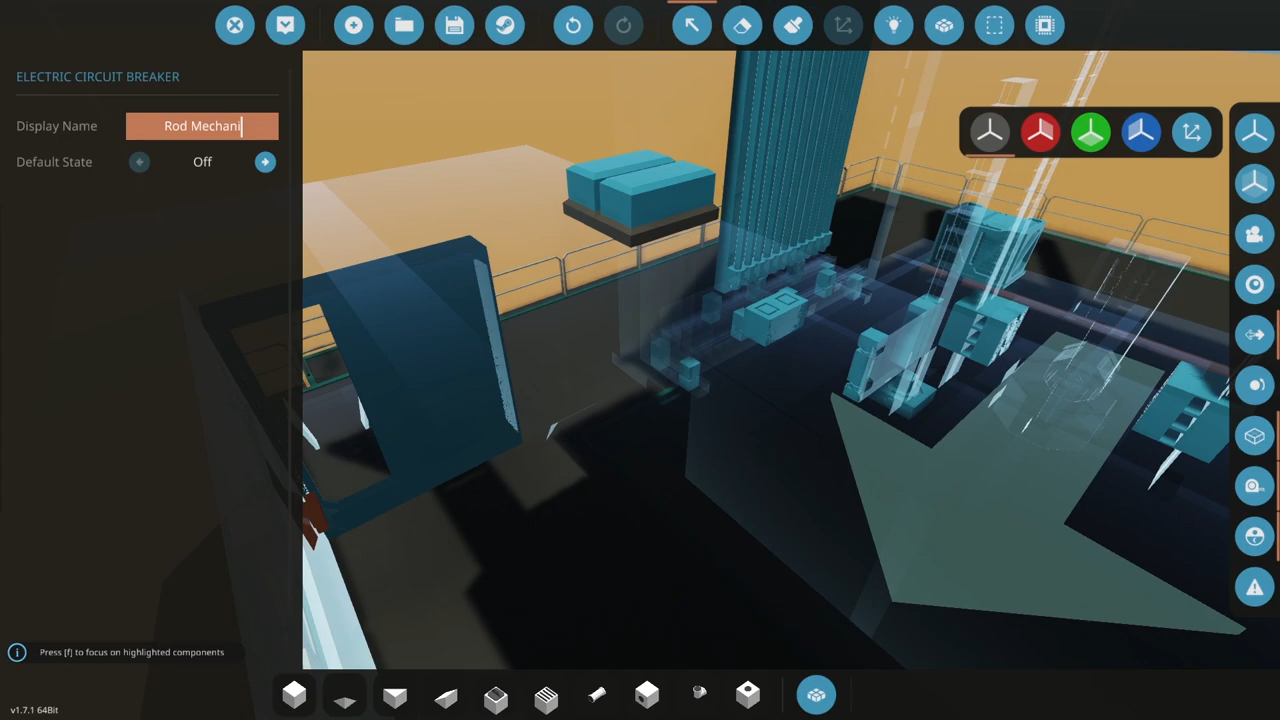 ELECTRIC CIRCUIT BREAKER
Display Name
Rod Mechani
Default State
Off
Press [f] to focus on highlighted components
v1.7.1 64Bit